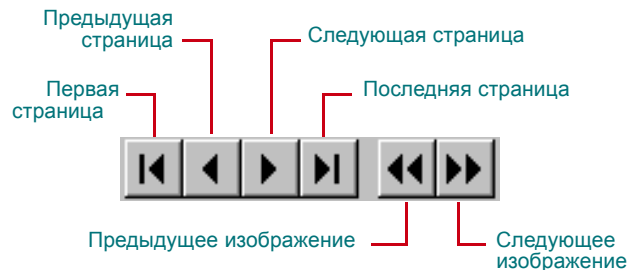 Предыдущая
страница
Следующая страница
Первая
страница
Последняя страница
Предыдущее изображение
Следующее
изображение